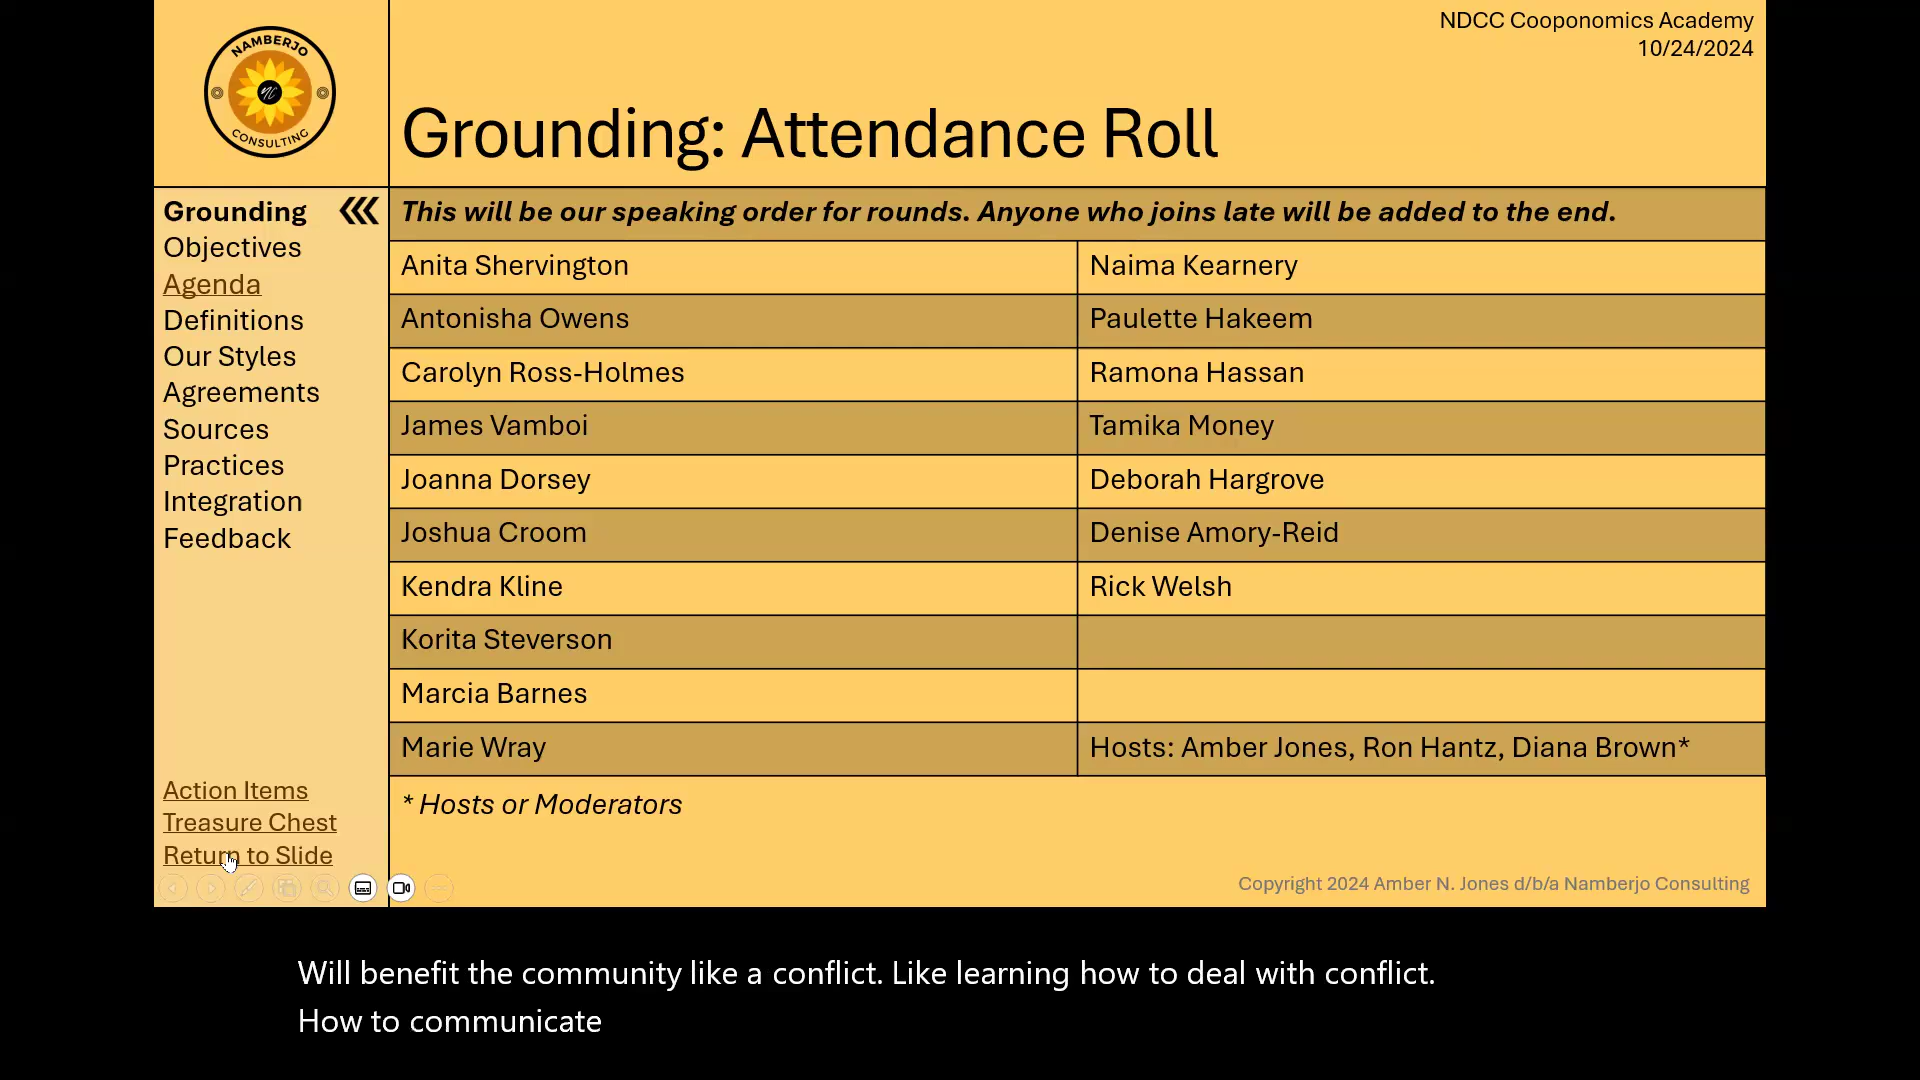 NAMBERJO
CONSULTING
NDCC Cooponomics Academy
10/24/2024
Grounding: Attendance Roll
Grounding
Objectives
Agenda
Definitions
Our Styles
Agreements
Sources
Practices
Integration
Feedback
Action Items
Treasure Chest
Return to Slide
This will be our speaking order for rounds. Anyone who joins late will be added to the end.
Anita Shervington
Naima Kearnery
Antonisha Owens
Paulette Hakeem
Carolyn Ross-Holmes
Ramona Hassan
James Vamboi
Tamika Money
Joanna Dorsey
Deborah Hargrove
Joshua Croom
Denise Amory-Reid
Kendra Kline
Rick Welsh
Korita Steverson
Marcia Barnes
Marie Wray
Hosts: Amber Jones, Ron Hantz, Diana Brown*
* Hosts or Moderators
Copyright 2024 Amber N. Jones d/b/a Namberjo Consulting
Will benefit the community like a conflict. Like learning how to deal with conflict.
How to communicate